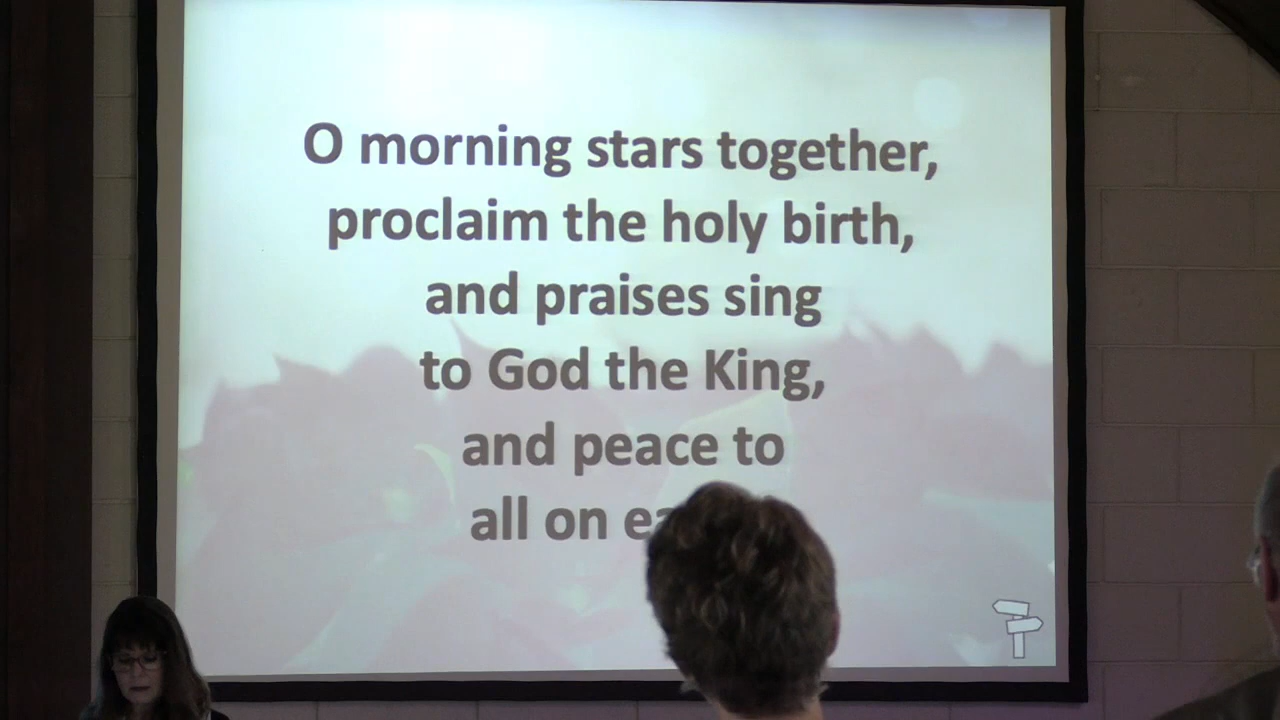 O morning stars together,
proclaim the holy birth,
and praises sing
to God the King,
and peace to
all on